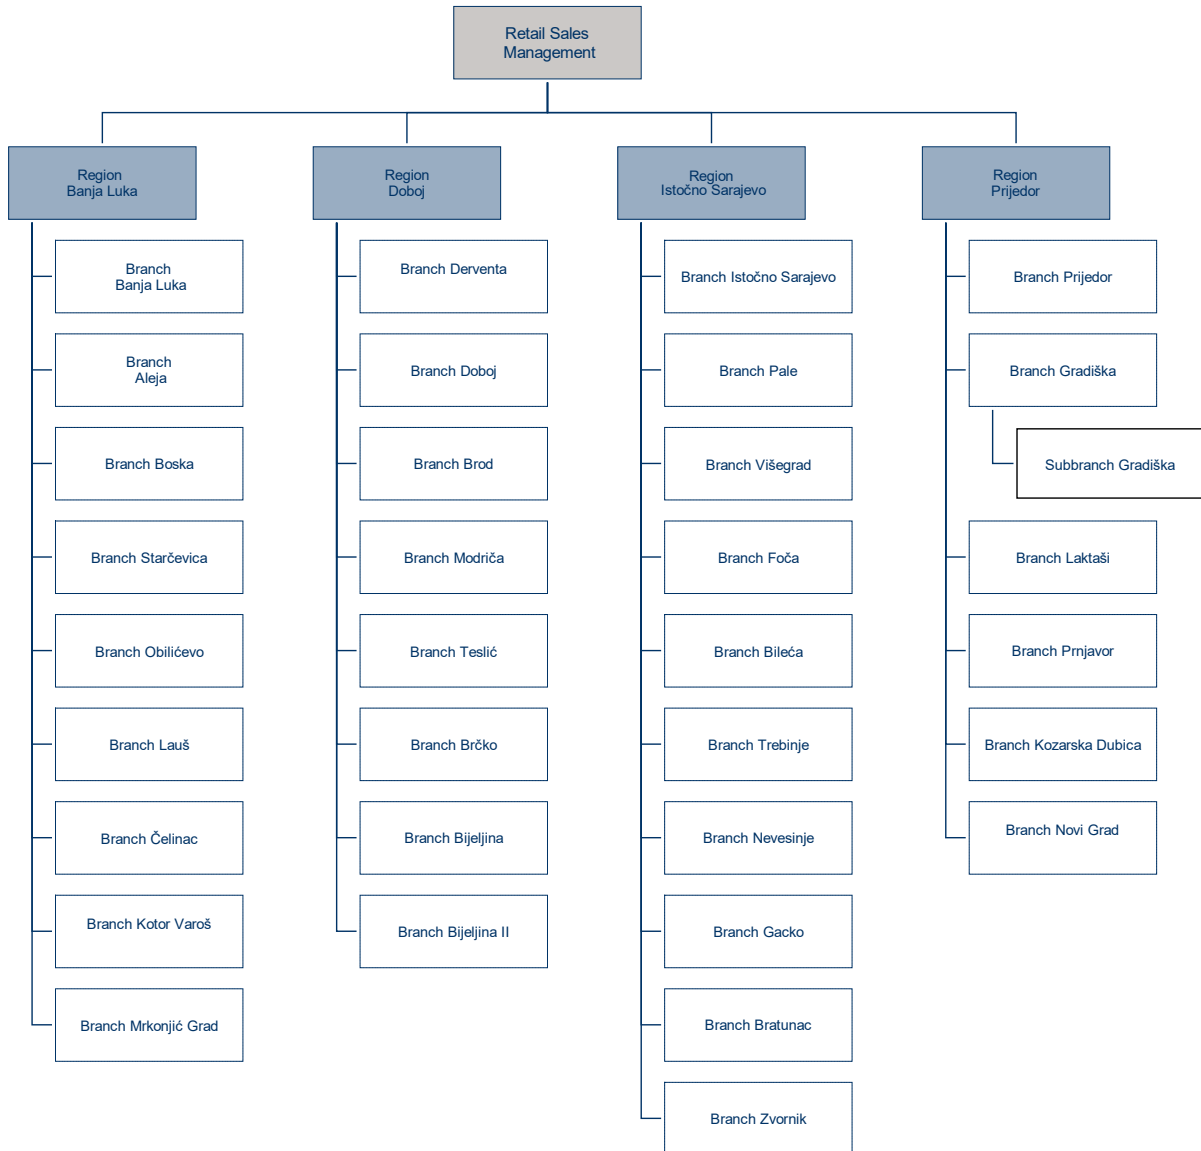 Retail Sales
Management
Region
Banja Luka
Branch
Banja Luka
Branch
Aleja
Branch Boska
Branch Starčevica
Branch Obilićevo
Branch Lauš
Branch Čelinac
Branch Kotor Varoš
Branch Mrkonjić Grad
Region
Doboj
Branch Derventa
Branch Doboj
Branch Brod
Branch Modriča
Branch Teslić
Branch Brčko
Branch Bijeljina
Branch Bijeljina II
Region
Istočno Sarajevo
Branch Istočno Sarajevo
Branch Pale
Branch Višegrad
Branch Foča
Branch Bileća
Branch Trebinje
Branch Nevesinje
Branch Gacko
Branch Bratunac
Branch Zvornik
Region
Prijedor
Branch Prijedor
Branch Gradiška
Subbranch Gradiška
Branch Laktaši
Branch Prnjavor
Branch Kozarska Dubica
Branch Novi Grad